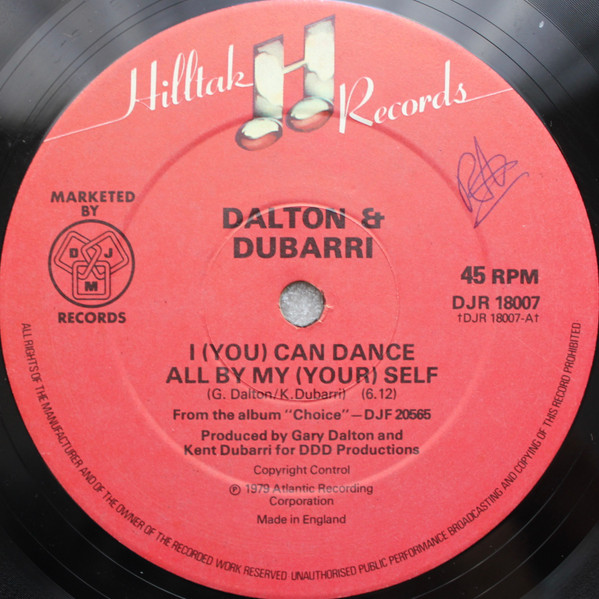 Hilltak Records
MARKETED
BY
DJM
RECORDS
DALTON &
DUBARRI
45 RPM
DJR 18007
†DJR 18007-A†
I (YOU) CAN DANCE
ALL BY MY (YOUR) SELF
(G. Dalton/K.Dubarri) (6.12)
From the album "Choice"—DJF 20565
Produced by Gary Dalton and
Kent Dubarri for DDD Productions
Copyright Control
℗ 1979 Atlantic Recording
Corporation
Made in England
ALL RIGHTS OF THE MANUFACTURER AND OF THE OWNER OF THE RECORDED WORK RESERVED UNAUTHORISED PUBLIC PERFORMANCE BROADCASTING AND COPYING OF THIS RECORD PROHIBITED